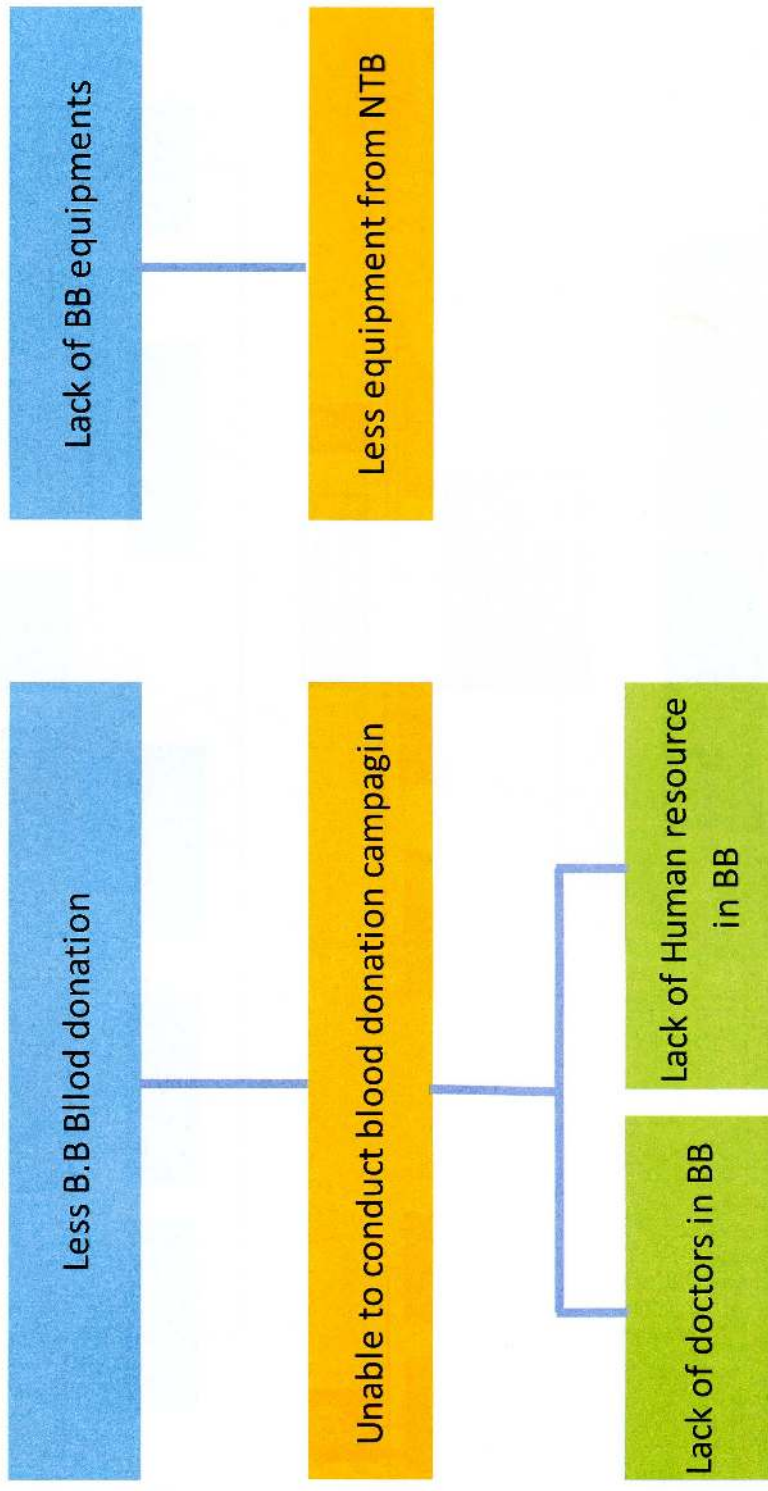 Less B.B Bllod donation
Lack of BB equipments
Unable to conduct blood donation campagin
Less equipment from NTB
Lack of doctors in BB
Lack of Human resource
in BB